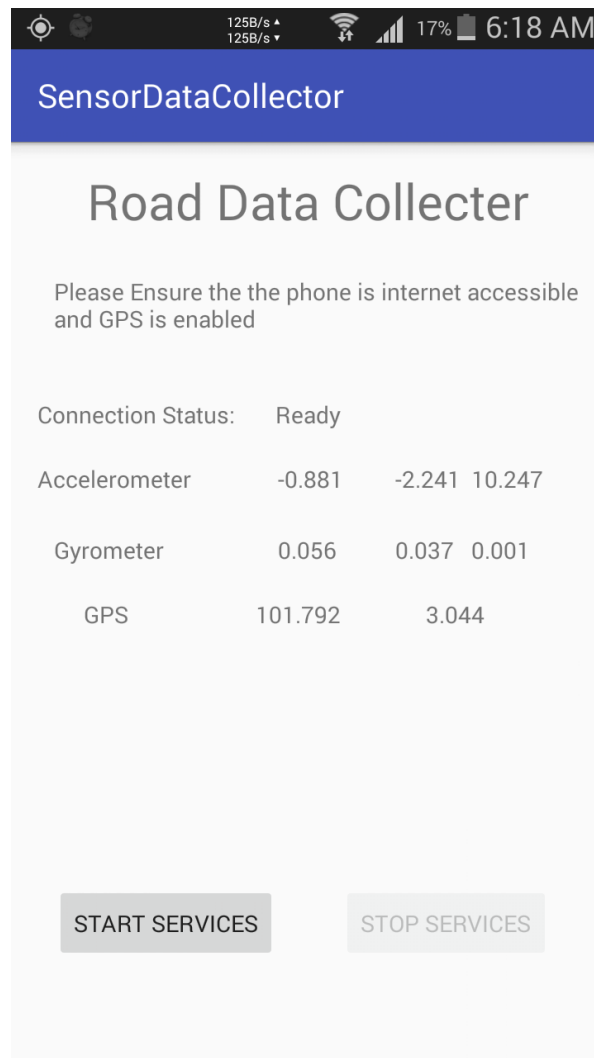 125B/s ▲
125B/s ▼
17% 6:18 AM
SensorDataCollector
Road Data Collecter
Please Ensure the the phone is internet accessible
and GPS is enabled
Connection Status: Ready
Accelerometer -0.881 -2.241 10.247
Gyrometer 0.056 0.037 0.001
GPS 101.792 3.044
START SERVICES STOP SERVICES